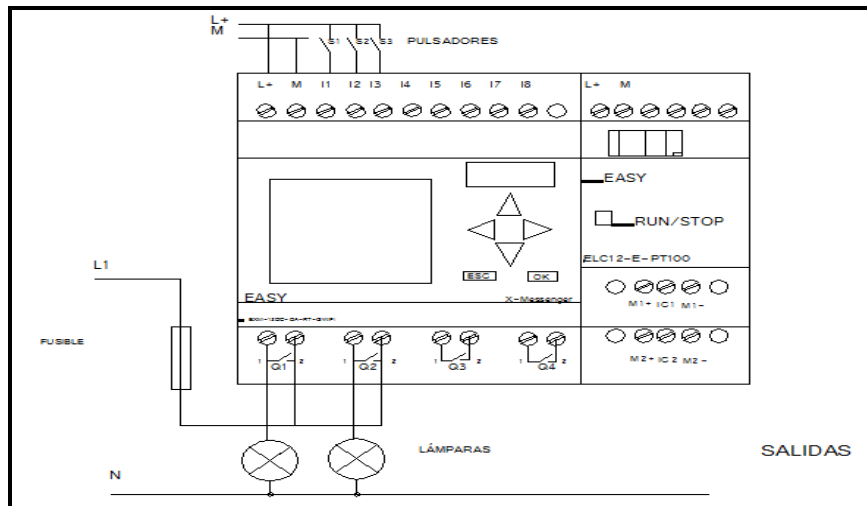 L+
M
S1 S2 S3 PULSADORES
L+ M I1 I2 I3 I4 I5 I6 I7 I8 L+ M
EASY
RUN/STOP
ELC12-E-PT100
L1
ESC OK
EASY X-Messenger
M1+ IC1 M1-
FUSIBLE
1 Q1 2 1 Q2 2 1 Q3 2 1 Q4 2
M2+ IC2 M2-
LÁMPARAS
SALIDAS
N